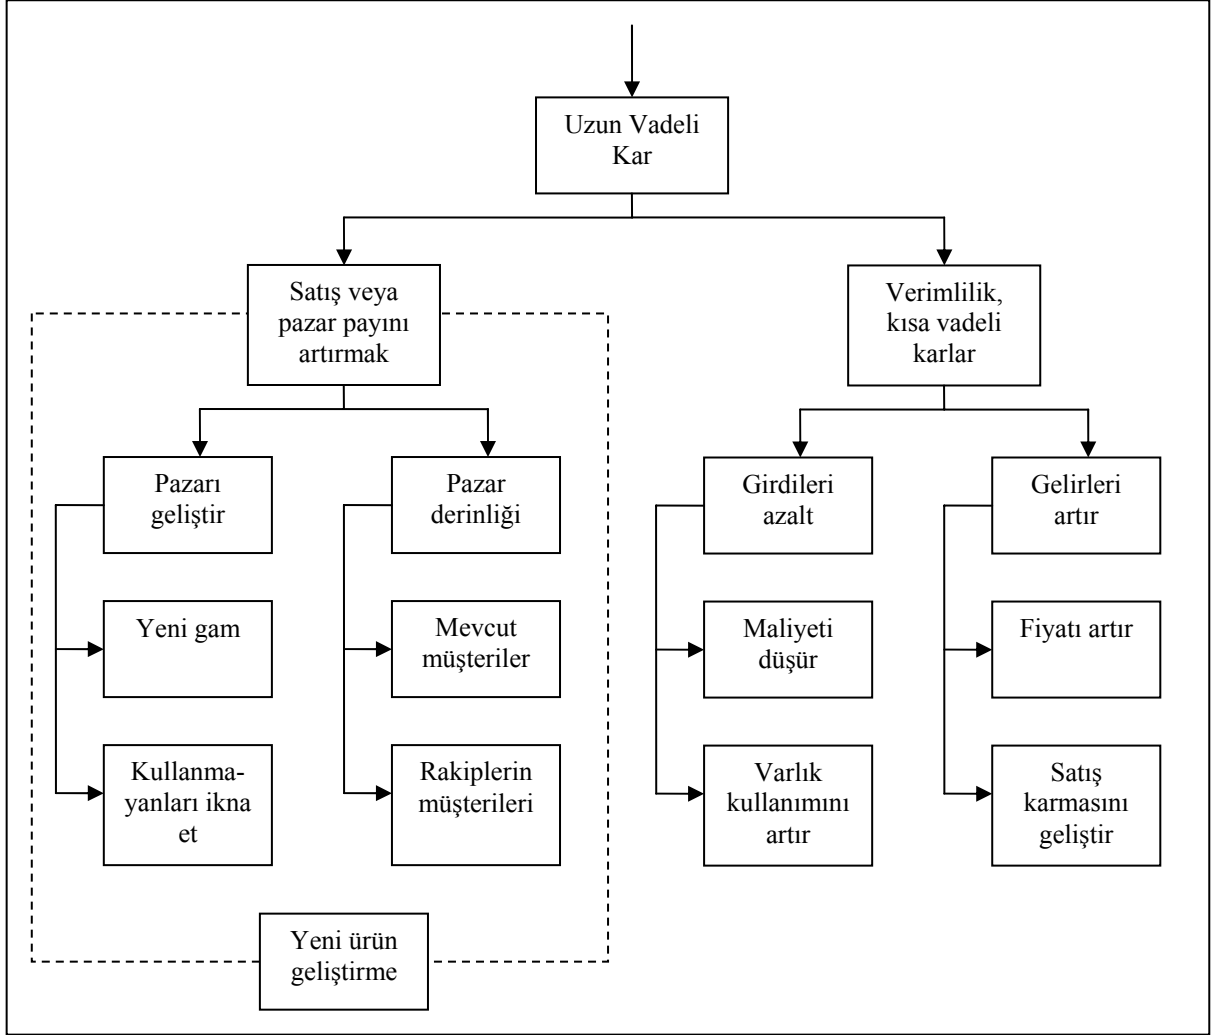 Uzun Vadeli
Kar
Satış veya
pazar payını
artırmak
Verimlilik,
kısa vadeli
karlar
Pazarı
geliştir
Pazar
derinliği
Girdileri
azalt
Gelirleri
artır
Yeni gam
Mevcut
müşteriler
Maliyeti
düşür
Fiyatı artır
Kullanma-
yanları ikna
et
Rakiplerin
müşterileri
Varlık
kullanımını
artır
Satış
karmasını
geliştir
Yeni ürün
geliştirme